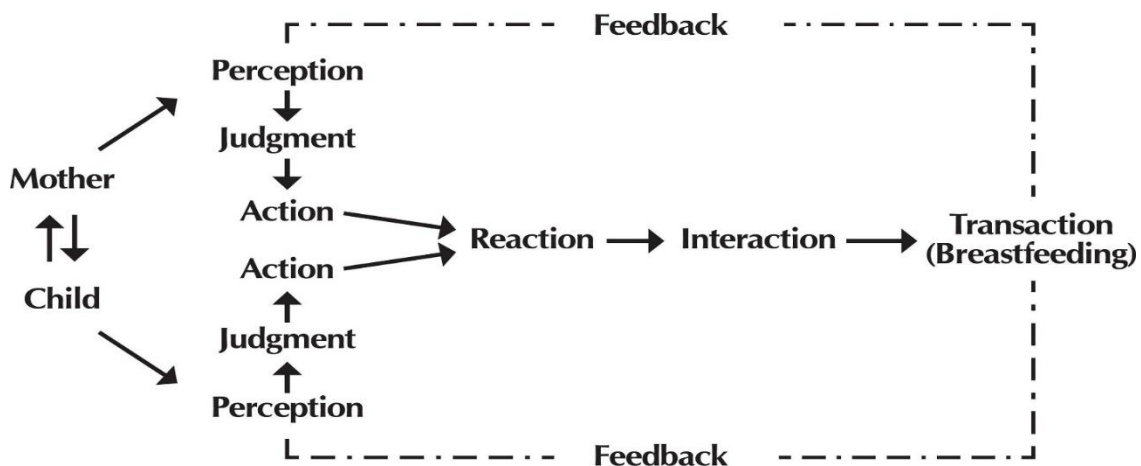 Feedback
Perception
Judgment
Mother
Action
Reaction
Interaction
Transaction
(Breastfeeding)
Action
Child
Judgment
Perception
Feedback